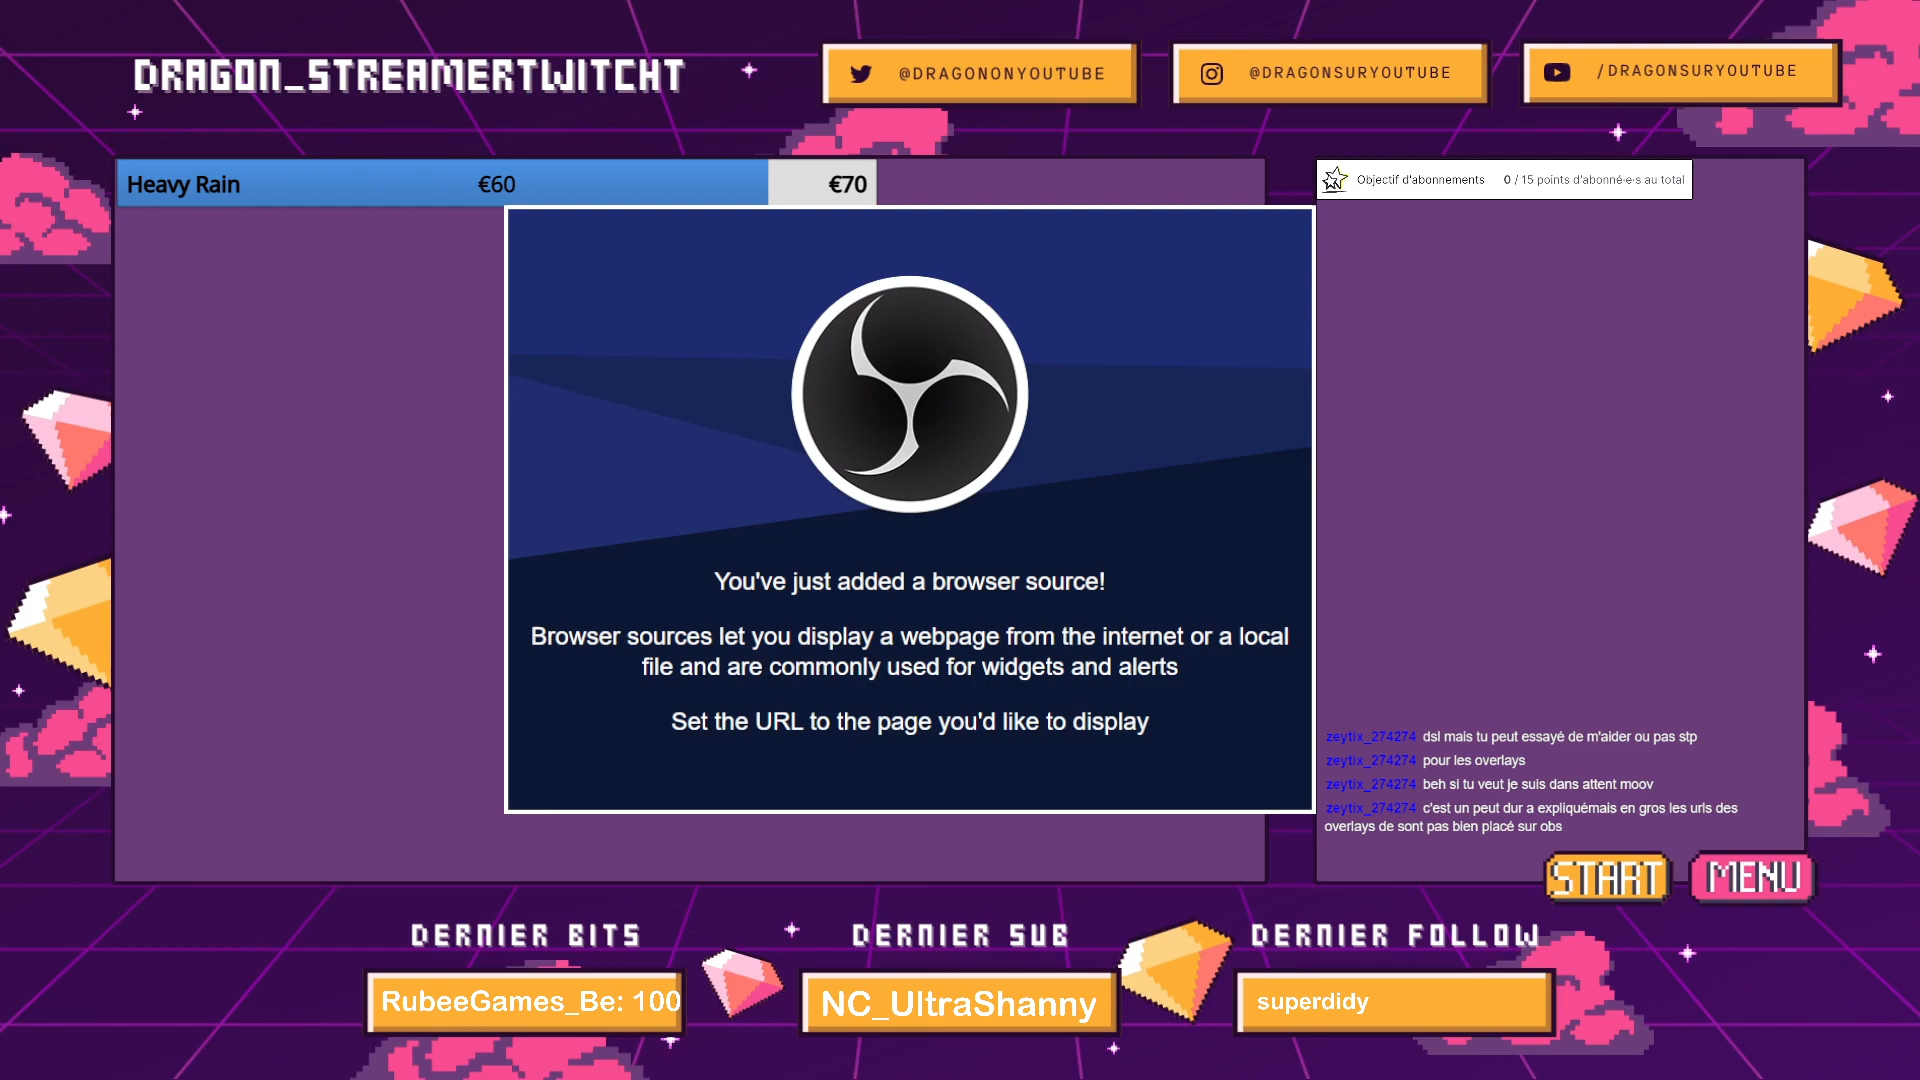 DRAGON_STREAMERTWITCHT
@DRAGONONYOUTUBE
@DRAGONSURYOUTUBE
/DRAGONSURYOUTUBE
Heavy Rain €60 €70
Objectif d'abonnements 0 / 15 points d'abonné·e·s au total
You've just added a browser source!
Browser sources let you display a webpage from the internet or a local
file and are commonly used for widgets and alerts
Set the URL to the page you'd like to display
zeytix_274274 dsl mais tu peut essayé de m'aider ou pas stp
zeytix_274274 pour les overlays
zeytix_274274 beh si tu veut je suis dans attent moov
zeytix_274274 c'est un peut dur a expliquémais en gros les urls des
overlays de sont pas bien placé sur obs
START MENU
DERNIER BITS
DERNIER SUB
DERNIER FOLLOW
RubeeGames_Be: 100
NC_UltraShanny
superdidy